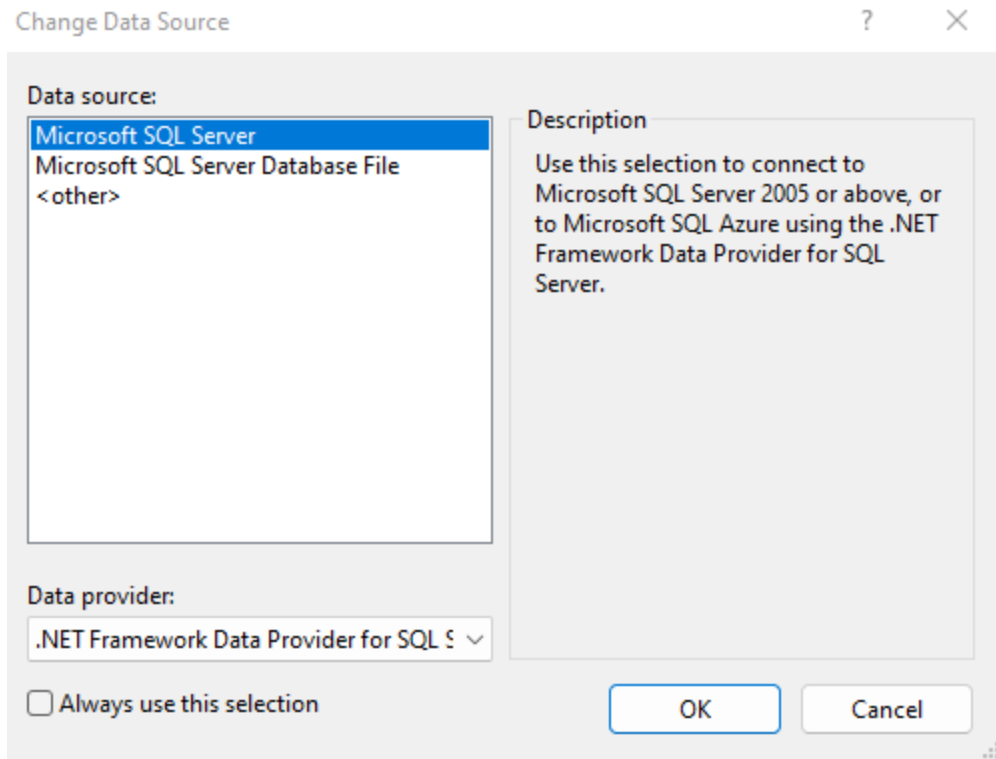 Change Data Source
?
Data source:
Microsoft SQL Server
Microsoft SQL Server Database File
<other>
Description
Use this selection to connect to
Microsoft SQL Server 2005 or above, or
to Microsoft SQL Azure using the .NET
Framework Data Provider for SQL
Server.
Data provider:
.NET Framework Data Provider for SQL S
Always use this selection
OK
Cancel